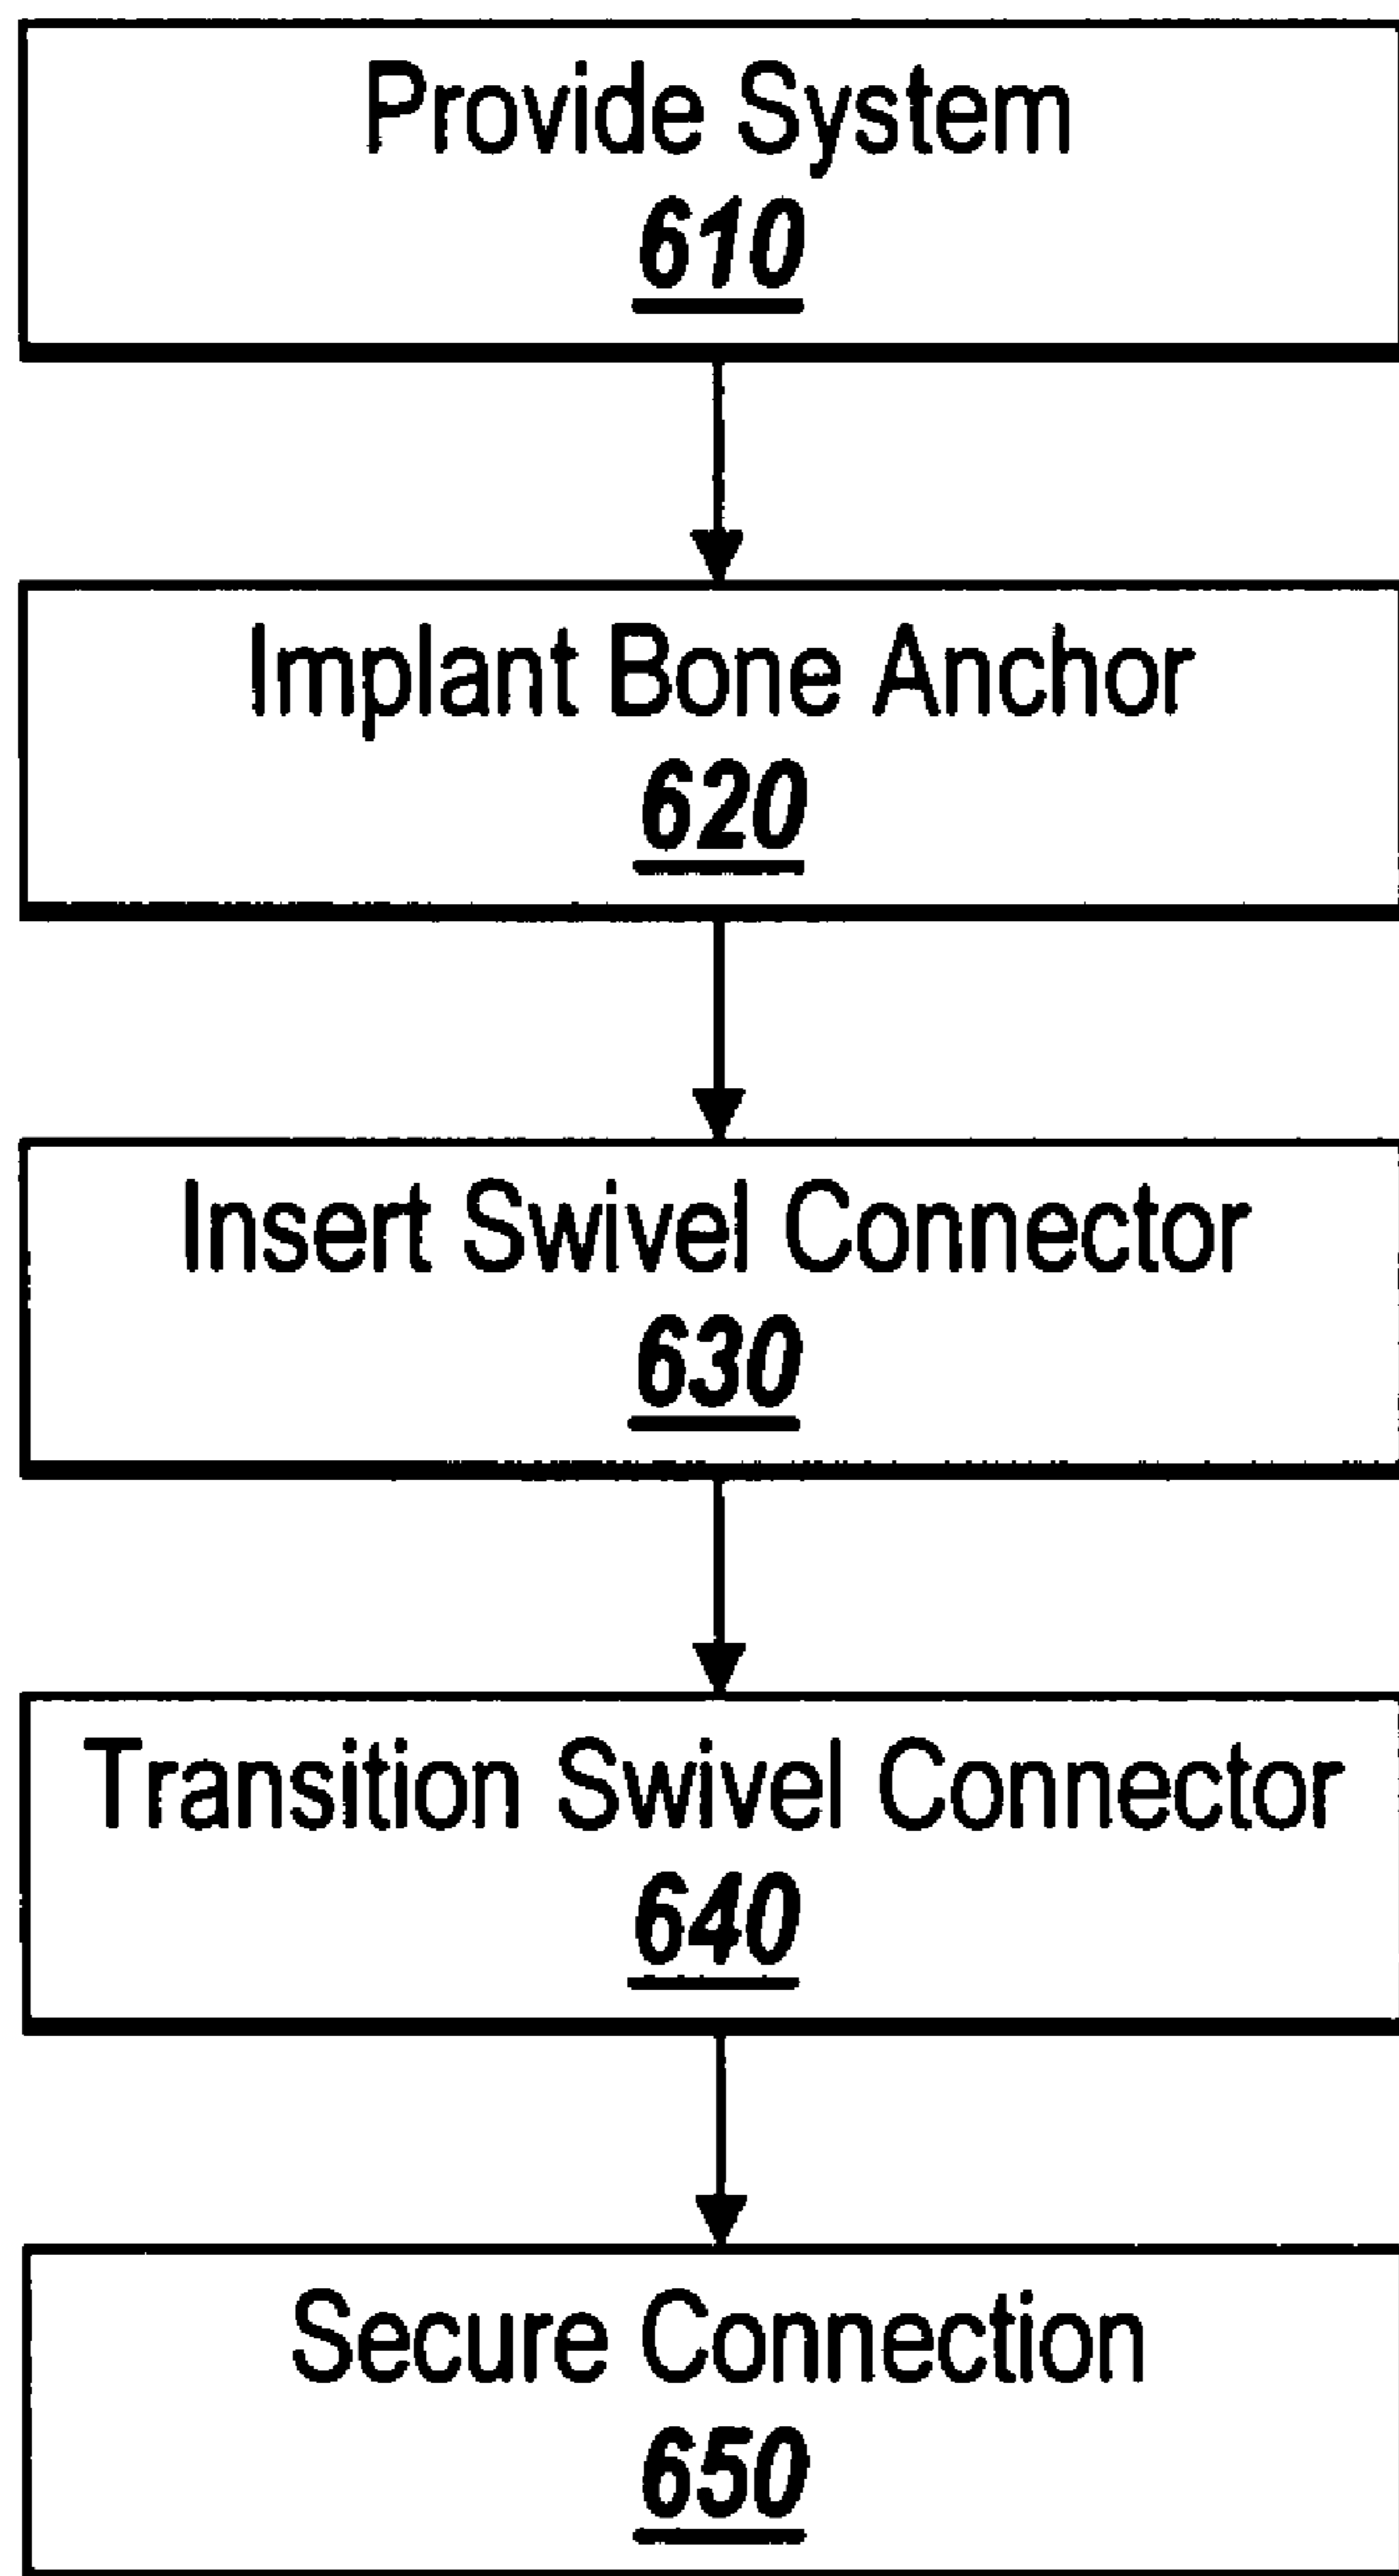 Provide System
610
Implant Bone Anchor
620
Insert Swivel Connector
630
Transition Swivel Connector
640
Secure Connection
650